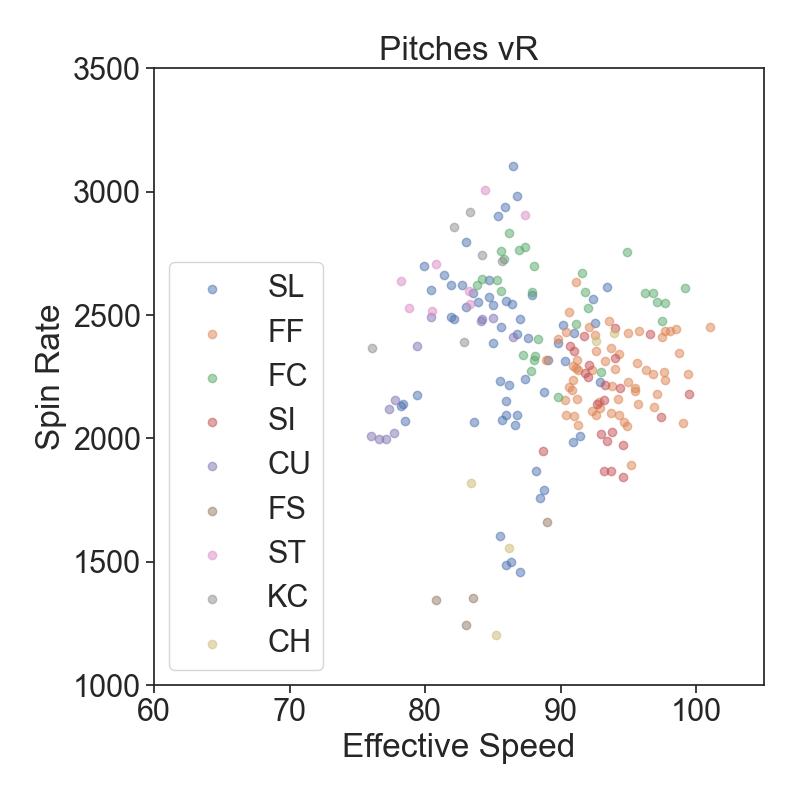 Pitches vR
3500
3000
2500
2000
1500
1000
Spin Rate
SL
FF
FC
SI
CU
FS
ST
KC
CH
60 70 80 90 100
Effective Speed